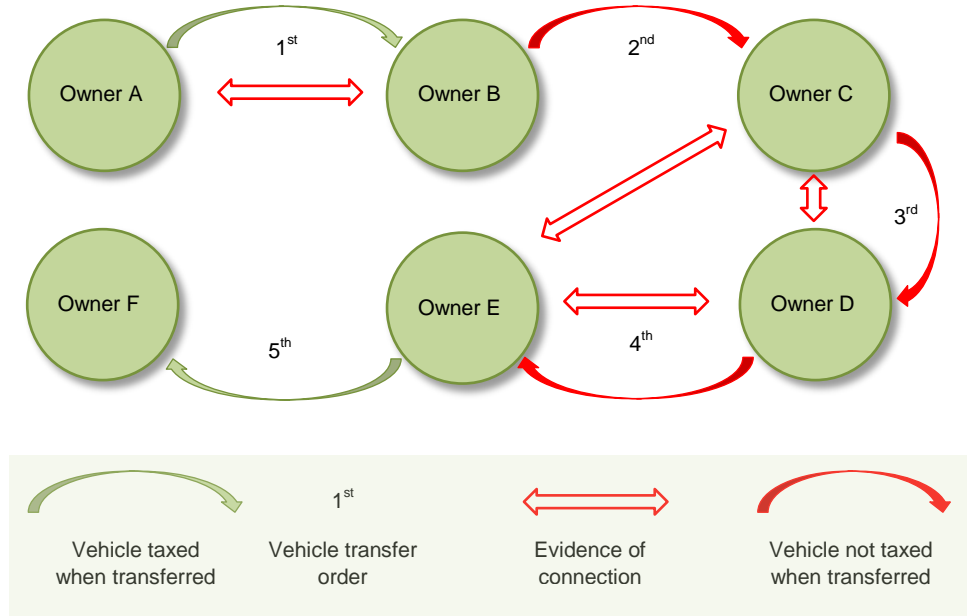 1st
2nd
Owner A
Owner B
Owner C
3rd
Owner F
Owner E
Owner D
5th
4th
1st
Vehicle taxed
when transferred
Vehicle transfer
order
Evidence of
connection
Vehicle not taxed
when transferred